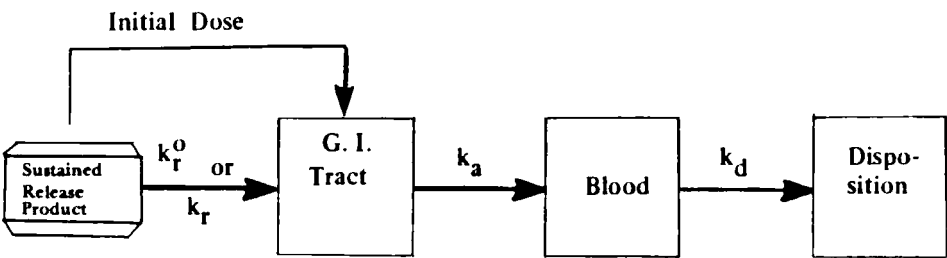 Initial Dose
Sustained
Release
Product
k_r^o or
k_r
G. I.
Tract
k_a
Blood
k_d
Dispo-
sition